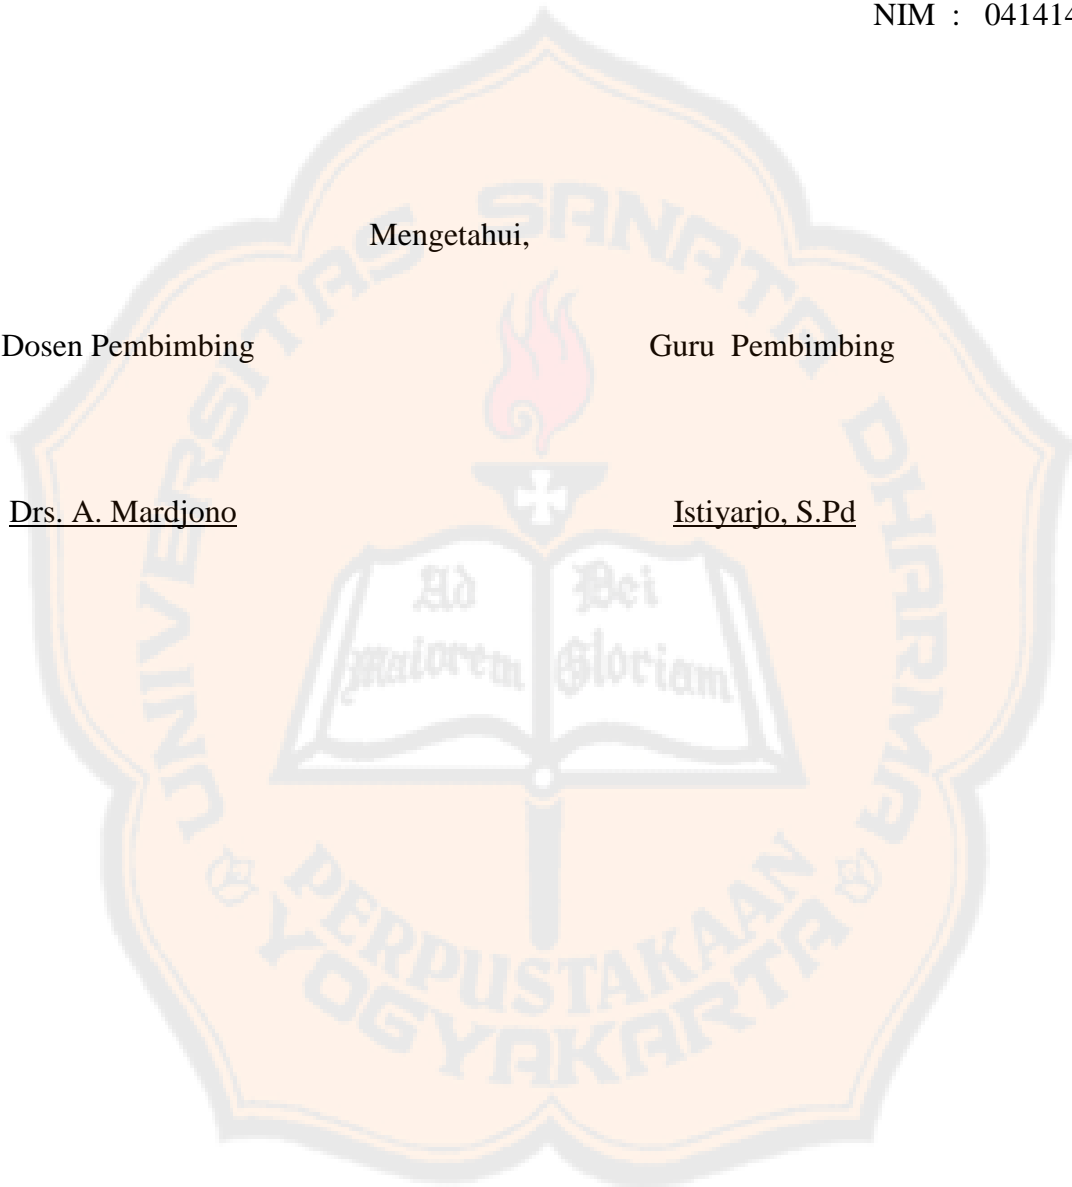 NIM : 041414
Mengetahui,
Dosen Pembimbing Guru Pembimbing
Drs. A. Mardjono Istiyarjo, S.Pd
UNIVERSITAS SANATA DHARMA
Ad Dei
Maiorem Gloriam
PERPUSTAKAAN
YOGYAKARTA